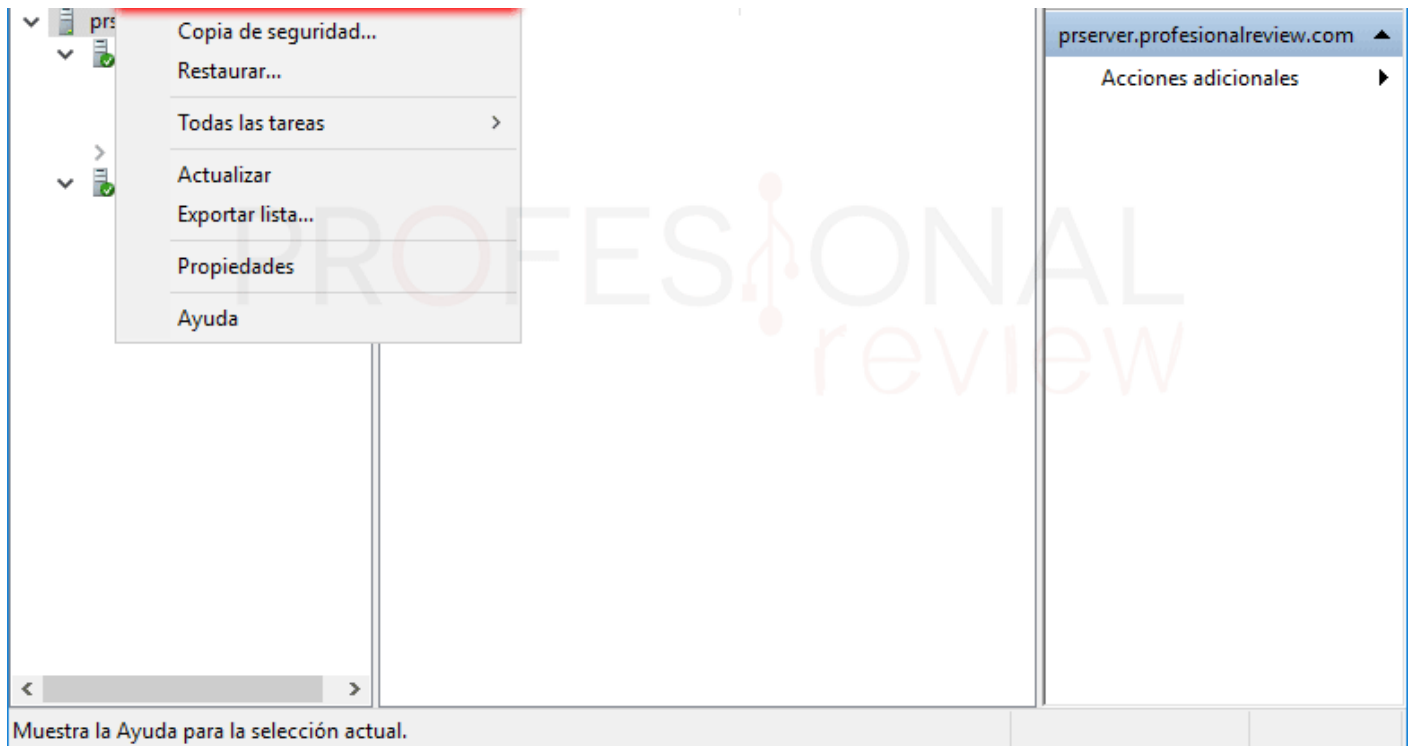 prs
Copia de seguridad...
Restaurar...
Todas las tareas
Actualizar
Exportar lista...
Propiedades
Ayuda
prserver.profesionalreview.com
Acciones adicionales
PROFESIONAL
review
Muestra la Ayuda para la selección actual.